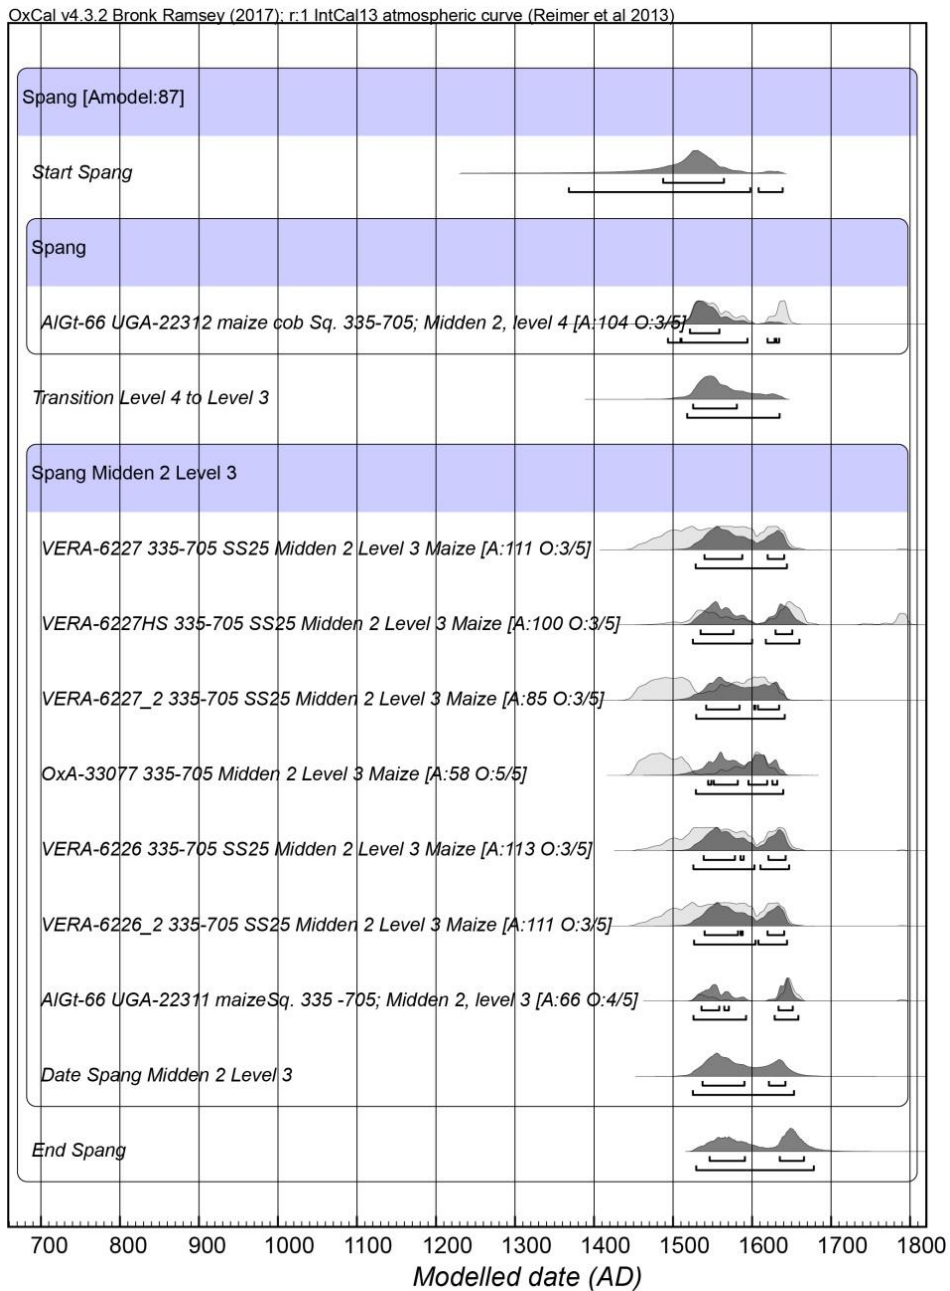 OxCal v4.3.2 Bronk Ramsey (2017); r:1 IntCal13 atmospheric curve (Reimer et al 2013)
Spang [Amodel:87]
Start Spang
Spang
AlGt-66 UGA-22312 maize cob Sq. 335-705; Midden 2, level 4 [A:104 O:3/5]
Transition Level 4 to Level 3
Spang Midden 2 Level 3
VERA-6227 335-705 SS25 Midden 2 Level 3 Maize [A:111 O:3/5]
VERA-6227HS 335-705 SS25 Midden 2 Level 3 Maize [A:100 O:3/5]
VERA-6227_2 335-705 SS25 Midden 2 Level 3 Maize [A:85 O:3/5]
OxA-33077 335-705 Midden 2 Level 3 Maize [A:58 O:5/5]
VERA-6226 335-705 SS25 Midden 2 Level 3 Maize [A:113 O:3/5]
VERA-6226_2 335-705 SS25 Midden 2 Level 3 Maize [A:111 O:3/5]
AlGt-66 UGA-22311 maizeSq. 335 -705; Midden 2, level 3 [A:66 O:4/5]
Date Spang Midden 2 Level 3
End Spang
700 800 900 1000 1100 1200 1300 1400 1500 1600 1700 1800
Modelled date (AD)